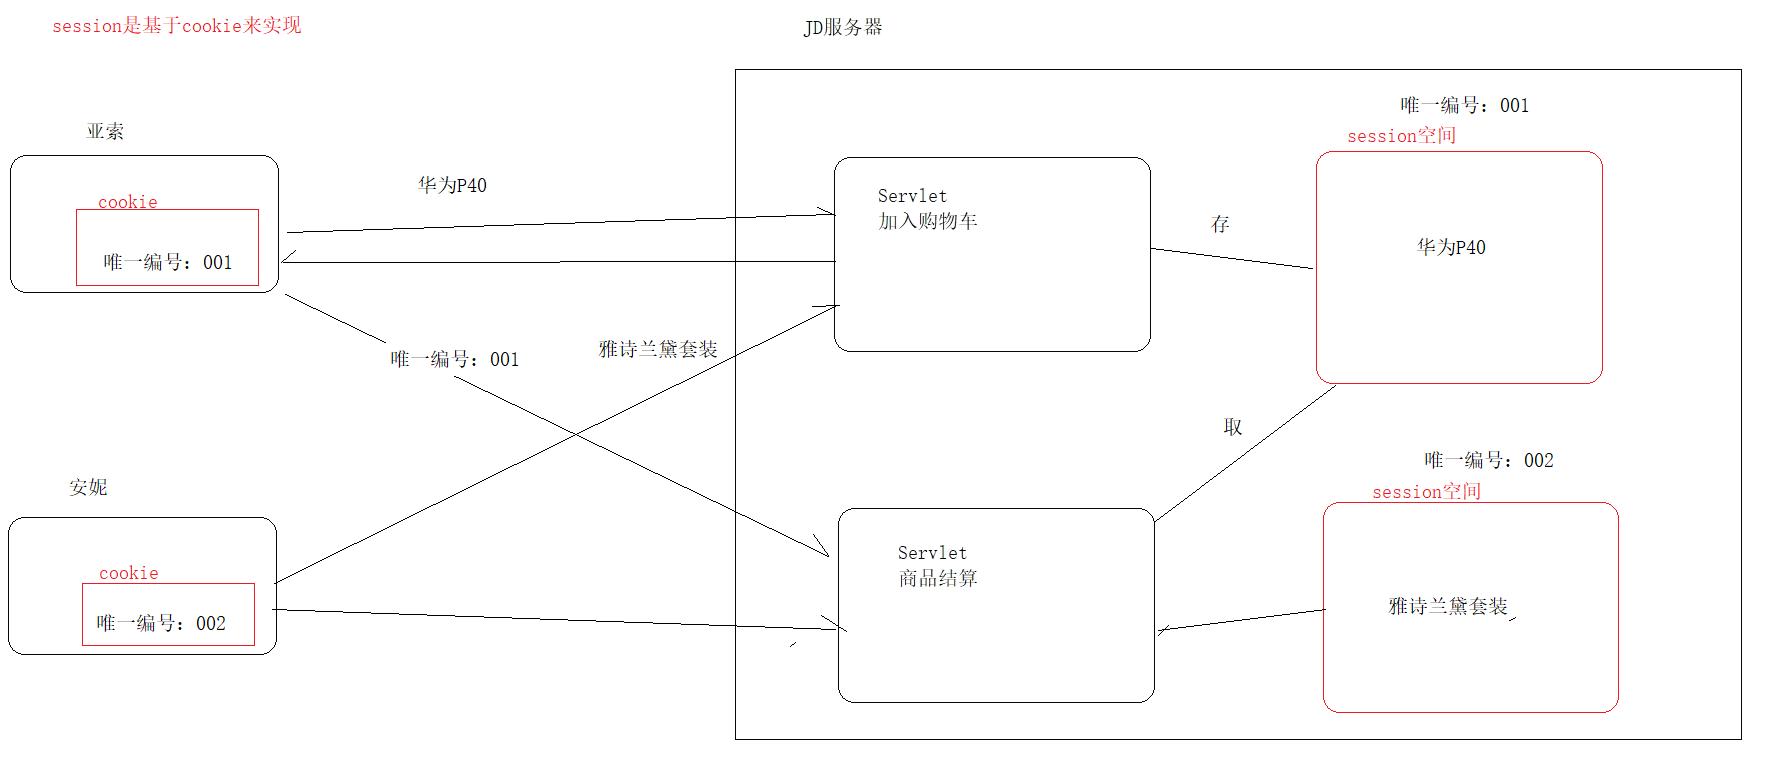 session是基于cookie来实现
JD服务器
唯一编号：001
session空间
亚索
华为P40
Servlet
加入购物车
cookie
存
华为P40
唯一编号：001
雅诗兰黛套装
唯一编号：001
取
唯一编号：002
安妮
session空间
Servlet
商品结算
cookie
雅诗兰黛套装
唯一编号：002